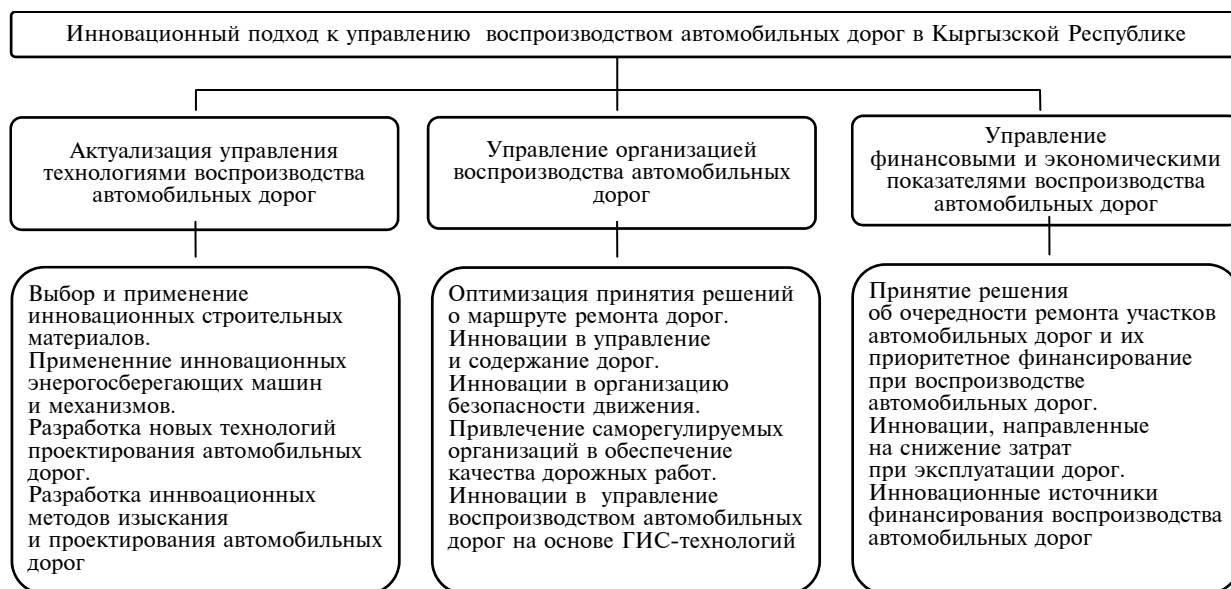 Инновационный подход к управлению воспроизводством автомобильных дорог в Кыргызской Республике
Актуализация управления
технологиями воспроизводства
автомобильных дорог
Управление организацией
воспроизводства автомобильных
дорог
Управление
финансовыми и экономическими
показателями воспроизводства
автомобильных дорог
Выбор и применение
инновационных строительных
материалов.
Примененние инновационных
энергосберегающих машин
и механизмов.
Разработка новых технологий
проектирования автомобильных
дорог.
Разработка иннвоационных
методов изыскания
и проектирования автомобильных
дорог
Оптимизация принятия решений
о маршруте ремонта дорог.
Инновации в управление
и содержание дорог.
Инновации в организацию
безопасности движения.
Привлечение саморегулируемых
организаций в обеспечение
качества дорожных работ.
Инновации в управление
воспроизводством автомобильных
дорог на основе ГИС-технологий
Принятие решения
об очередности ремонта участков
автомобильных дорог и их
приоритетное финансирование
при воспроизводстве
автомобильных дорог.
Инновации, направленные
на снижение затрат
при эксплуатации дорог.
Инновационные источники
финансирования воспроизводства
автомобильных дорог